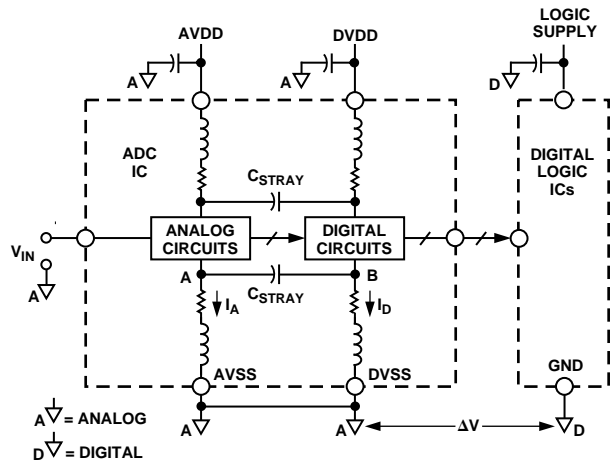 AVDD
DVDD
LOGIC
SUPPLY
A
A
D
ADC
IC
CSTRAY
DIGITAL
LOGIC
ICs
VIN
ANALOG
CIRCUITS
DIGITAL
CIRCUITS
A
A
B
CSTRAY
IA
ID
AVSS
DVSS
GND
A
A
ΔV
D
A = ANALOG
D = DIGITAL